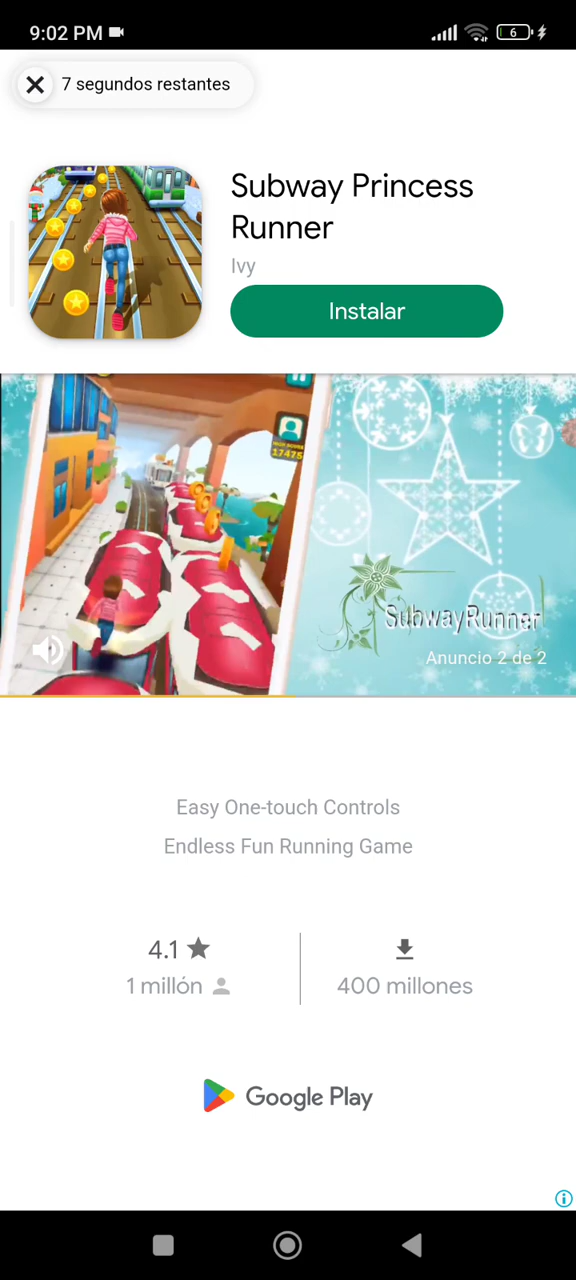 9:02 PM
6
7 segundos restantes
Subway Princess
Runner
Ivy
Instalar
17475
SubwayRunner
Anuncio 2 de 2
Easy One-touch Controls
Endless Fun Running Game
4.1
1 millón
400 millones
Google Play